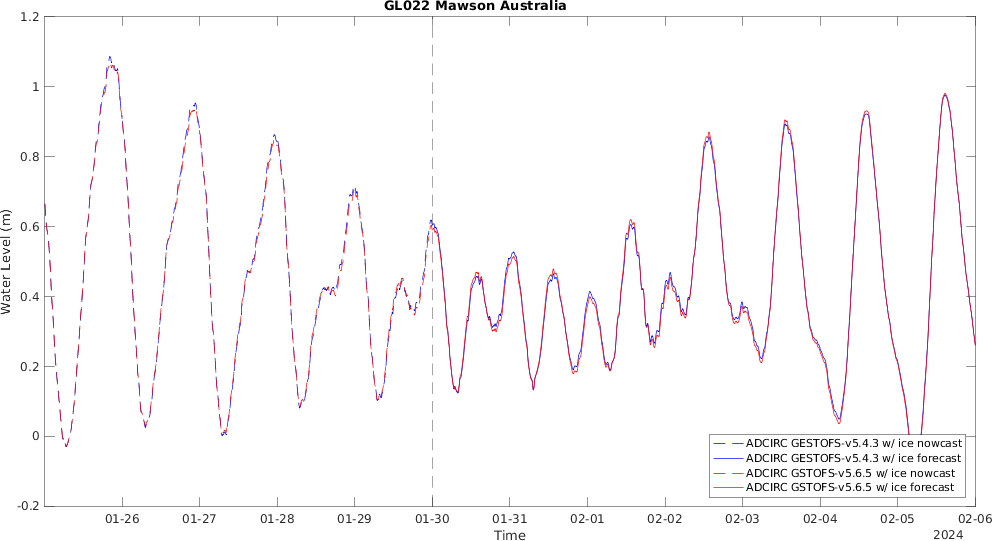 GL022 Mawson Australia
1.2
1
0.8
0.6
0.4
0.2
0
-0.2
Water Level (m)
01-26 01-27 01-28 01-29 01-30 01-31 02-01 02-02 02-03 02-04 02-05 02-06
Time
2024
ADCIRC GESTOFS-v5.4.3 w/ ice nowcast
ADCIRC GESTOFS-v5.4.3 w/ ice forecast
ADCIRC GSTOFS-v5.6.5 w/ ice nowcast
ADCIRC GSTOFS-v5.6.5 w/ ice forecast